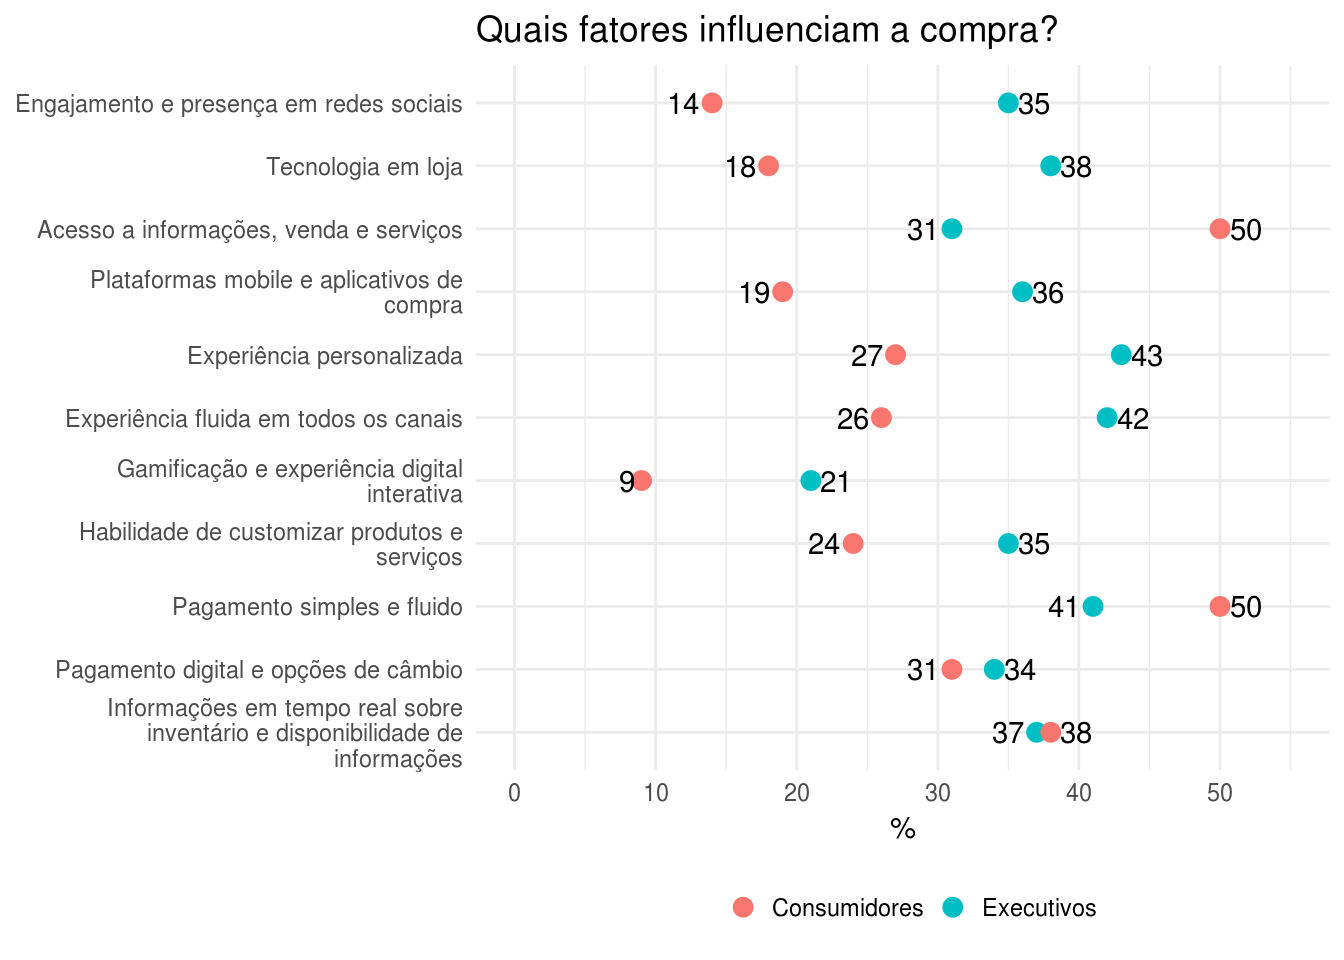 Quais fatores influenciam a compra?
Engajamento e presença em redes sociais
14
35
Tecnologia em loja
18
38
Acesso a informações, venda e serviços
31
50
Plataformas mobile e aplicativos de
compra
19
36
Experiência personalizada
27
43
Experiência fluida em todos os canais
26
42
Gamificação e experiência digital
interativa
9
21
Habilidade de customizar produtos e
serviços
24
35
Pagamento simples e fluido
41
50
Pagamento digital e opções de câmbio
31
34
Informações em tempo real sobre
inventário e disponibilidade de
informações
37
38
0 10 20 30 40 50
%
Consumidores Executivos